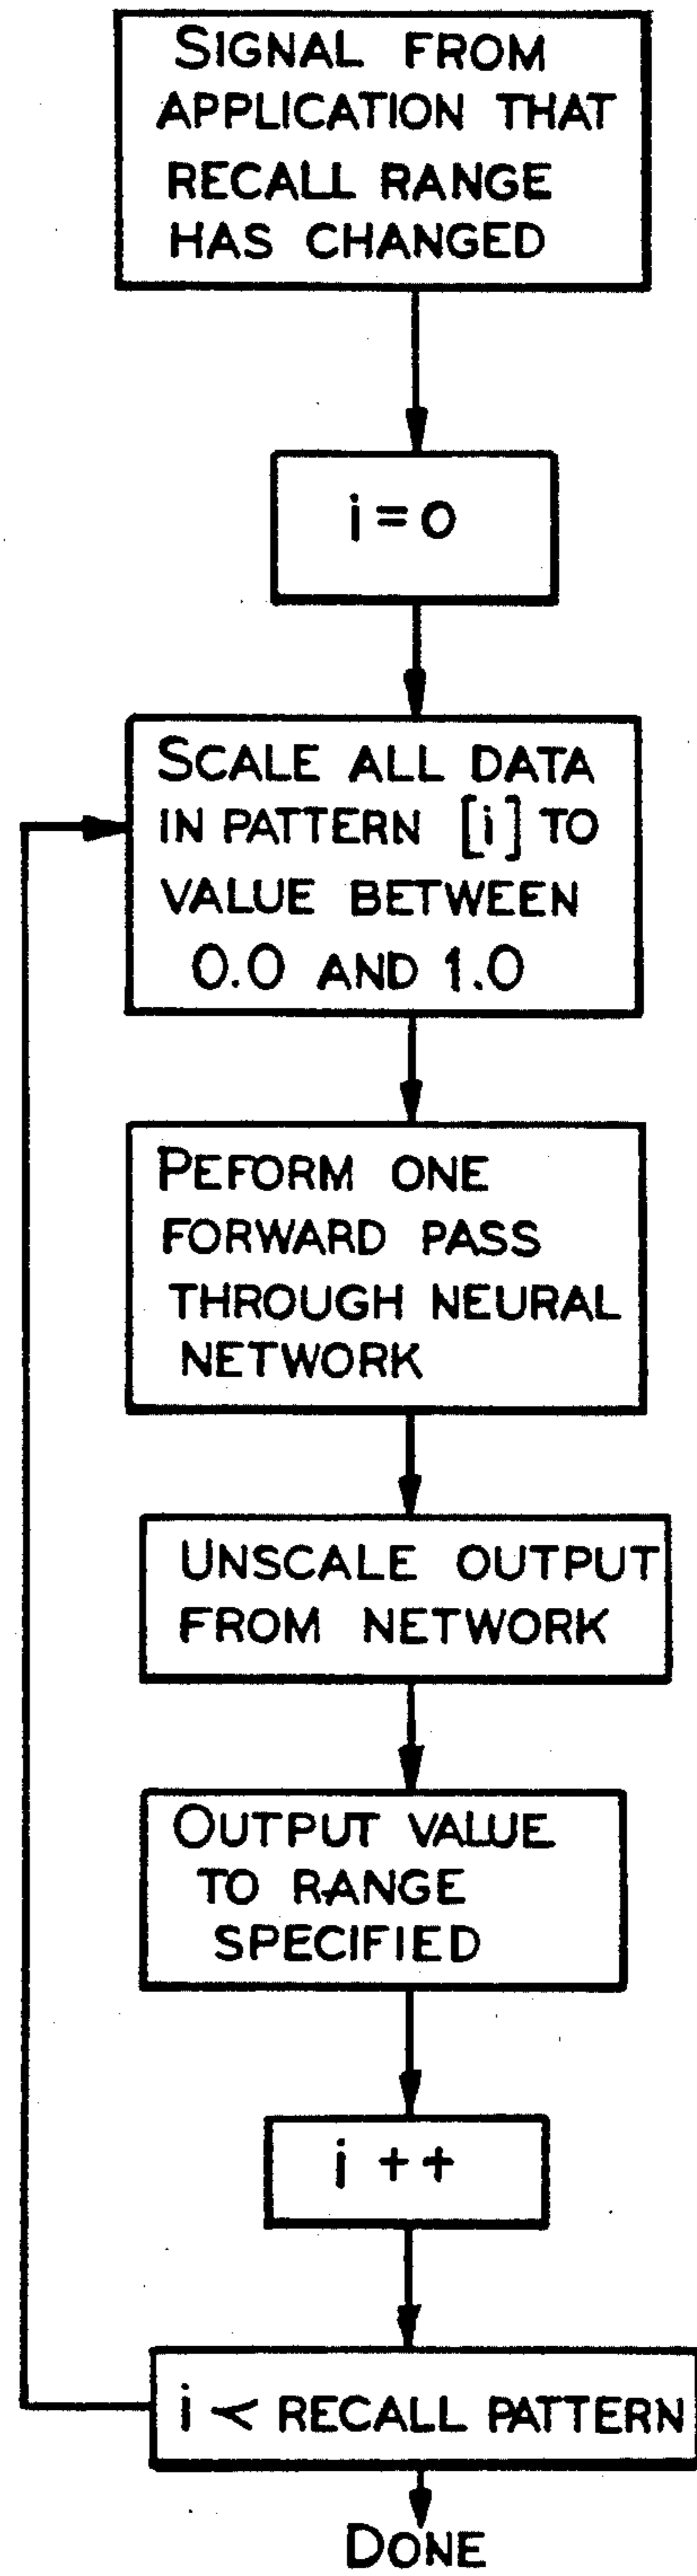 SIGNAL FROM
APPLICATION THAT
RECALL RANGE
HAS CHANGED
i=0
SCALE ALL DATA
IN PATTERN [i] TO
VALUE BETWEEN
0.0 AND 1.0
PEFORM ONE
FORWARD PASS
THROUGH NEURAL
NETWORK
UNSCALE OUTPUT
FROM NETWORK
OUTPUT VALUE
TO RANGE
SPECIFIED
i ++
i < RECALL PATTERN
DONE